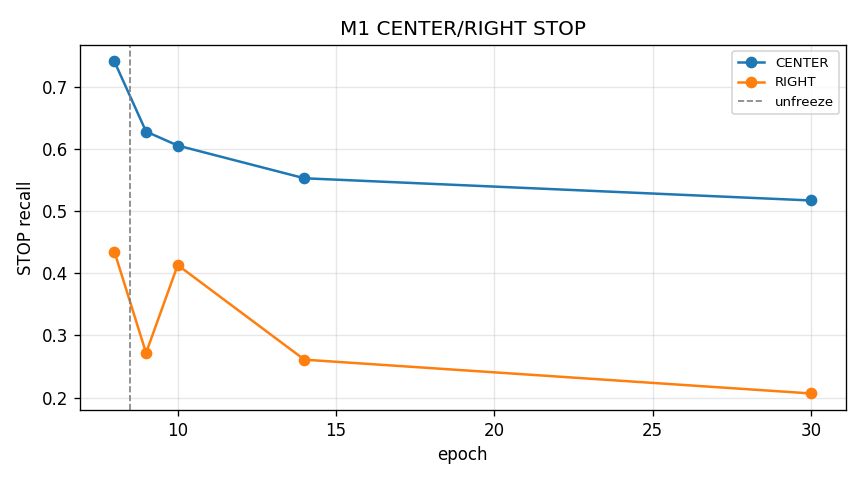 M1 CENTER/RIGHT STOP
CENTER
RIGHT
unfreeze
STOP recall
0.7
0.6
0.5
0.4
0.3
0.2
10 15 20 25 30
epoch